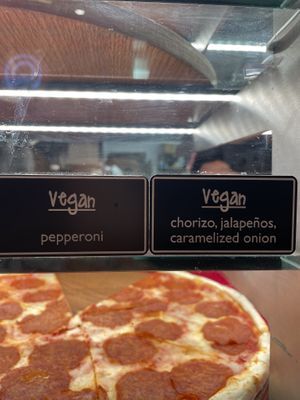 Vegan
pepperoni
Vegan
chorizo, jalapeños,
caramelized onion